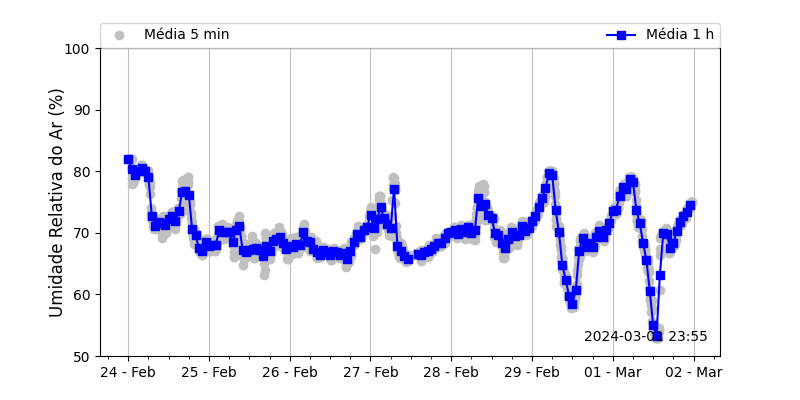 Média 5 min
Média 1 h
Umidade Relativa do Ar (%)
100
90
80
70
60
50
2024-03-01 23:55
24 - Feb
25 - Feb
26 - Feb
27 - Feb
28 - Feb
29 - Feb
01 - Mar
02 - Mar